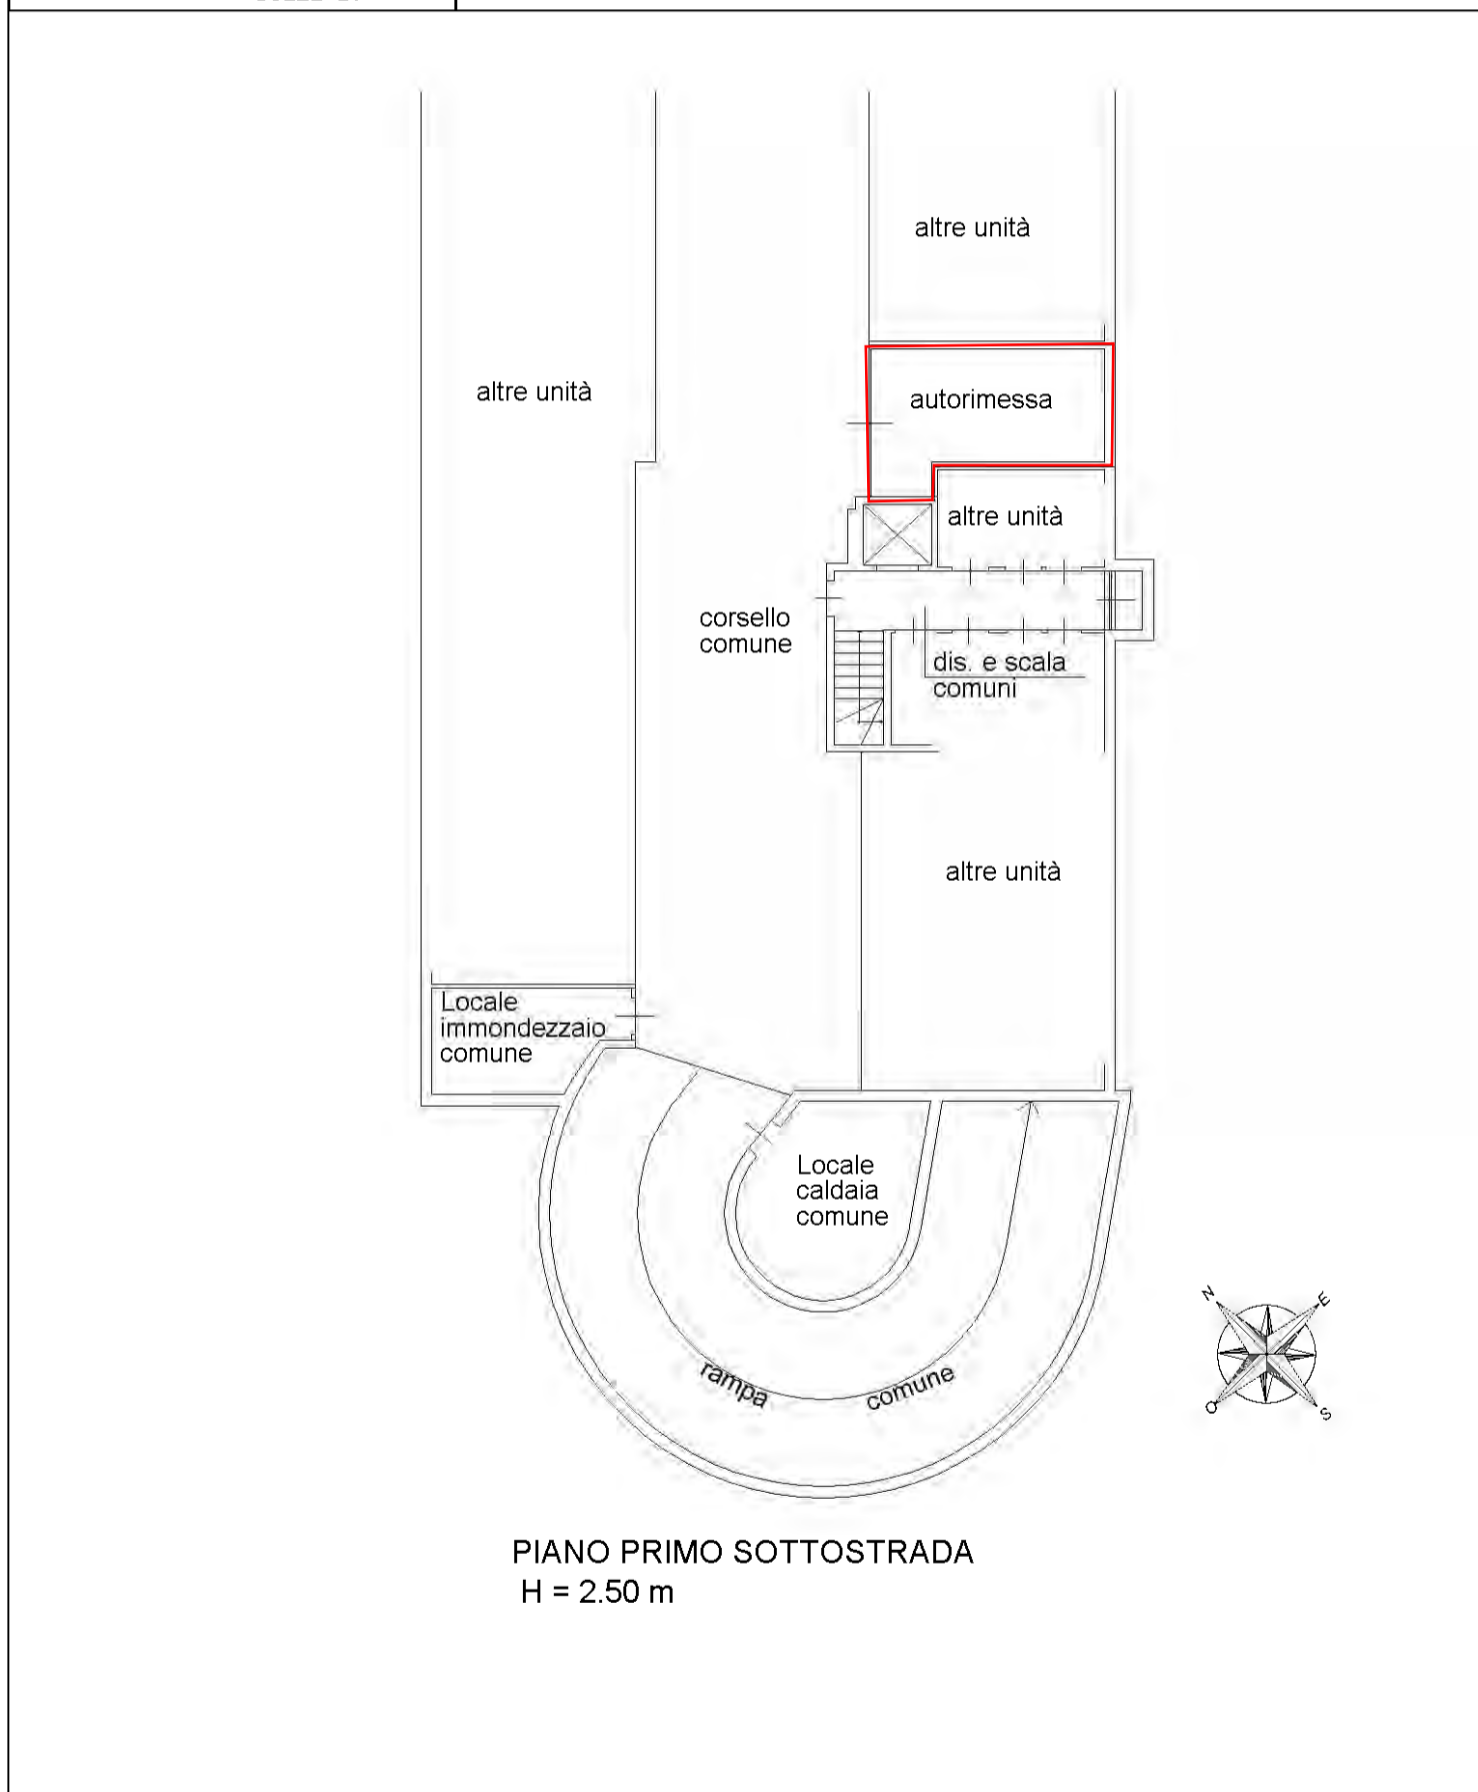 altre unità
altre unità
autorimessa
altre unità
corsello
comune
dis. e scala
comuni
altre unità
Locale
immondezzaio
comune
Locale
caldaia
comune
rampa comune
N E
O S
PIANO PRIMO SOTTOSTRADA
H = 2.50 m